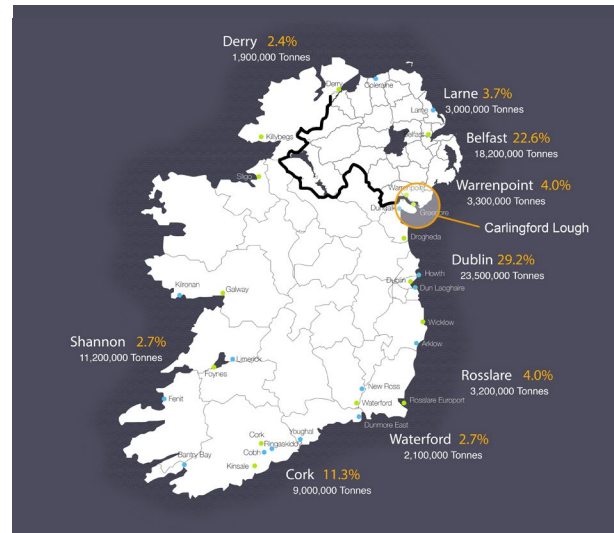 Derry 2.4%
1,900,000 Tonnes
Derry
Coleraine
Larne 3.7%
3,000,000 Tonnes
Larne
Killybegs
Belfast
Belfast 22.6%
18,200,000 Tonnes
Sligo
Warrenpoint
Warrenpoint 4.0%
3,300,000 Tonnes
Dundalk
Greenore
Carlingford Lough
Drogheda
Dublin 29.2%
23,500,000 Tonnes
Howth
Dublin
Dun Laoghaire
Kilronan
Galway
Wicklow
Shannon 2.7%
11,200,000 Tonnes
Arklow
Limerick
Foynes
Rosslare 4.0%
3,200,000 Tonnes
New Ross
Fenit
Waterford
Rosslare Europort
Dunmore East
Waterford 2.7%
2,100,000 Tonnes
Youghal
Cork
Ringaskiddy
Cobh
Bantry Bay
Kinsale
Cork 11.3%
9,000,000 Tonnes